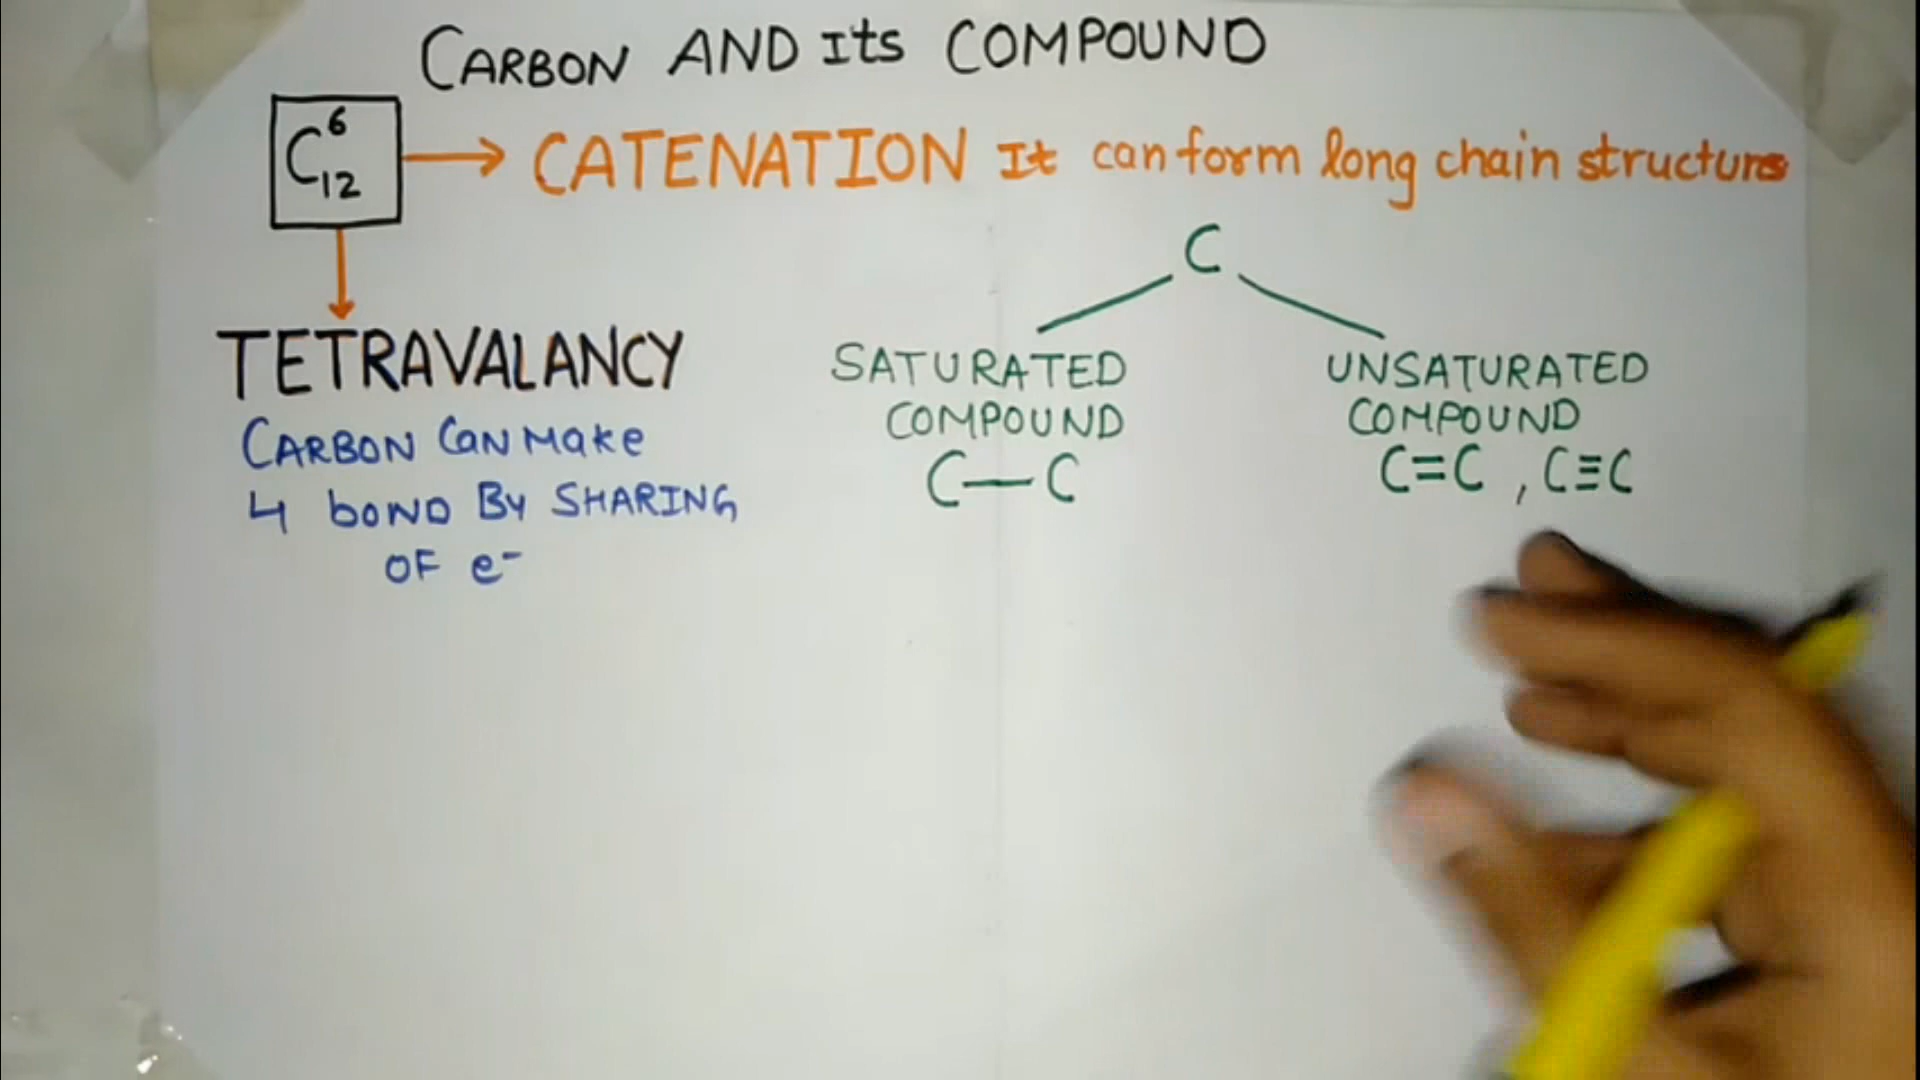 CARBON AND Its COMPOUND
C 6 12 → CATENATION It can form long chain structures
C
TETRAVALANCY
CARBON CAN Make
4 bOND By SHARING
OF e⁻
SATURATED
COMPOUND
C—C
UNSATURATED
COMPOUND
C=C , C≡C